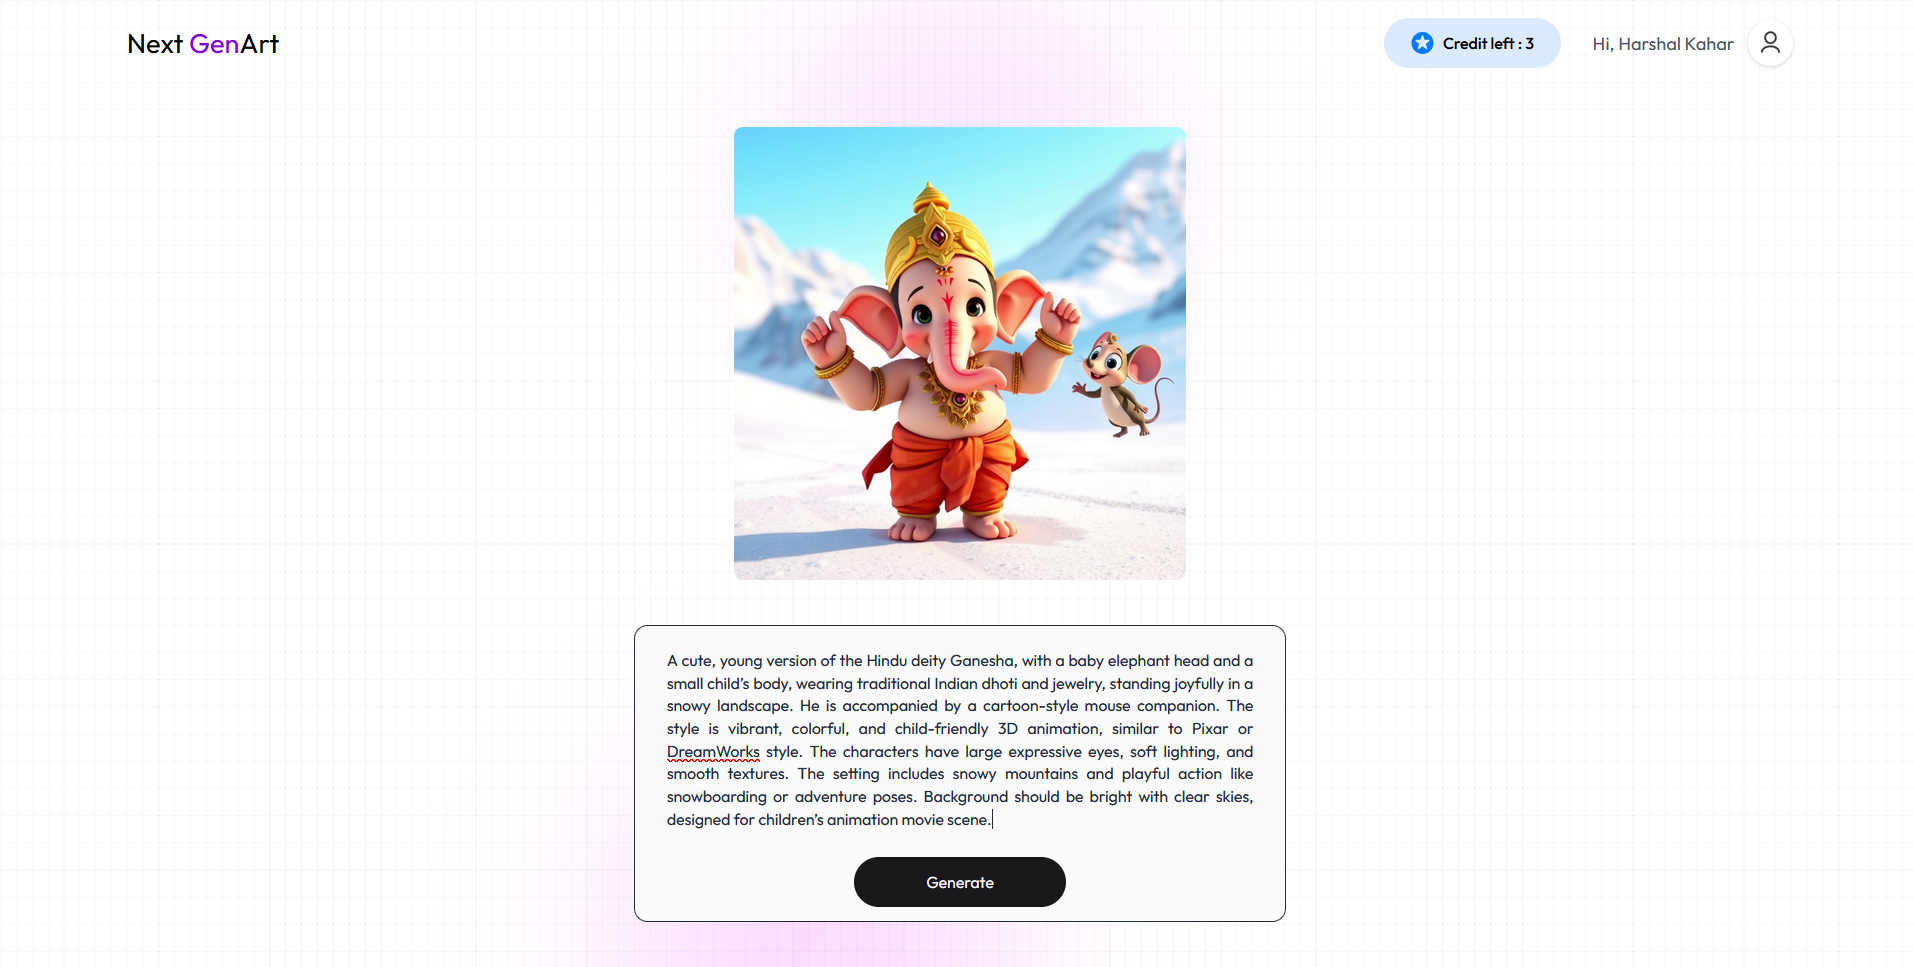 Next GenArt
Credit left : 3
Hi, Harshal Kahar
A cute, young version of the Hindu deity Ganesha, with a baby elephant head and a
small child’s body, wearing traditional Indian dhoti and jewelry, standing joyfully in a
snowy landscape. He is accompanied by a cartoon-style mouse companion. The
style is vibrant, colorful, and child-friendly 3D animation, similar to Pixar or
DreamWorks style. The characters have large expressive eyes, soft lighting, and
smooth textures. The setting includes snowy mountains and playful action like
snowboarding or adventure poses. Background should be bright with clear skies,
designed for children’s animation movie scene.
Generate